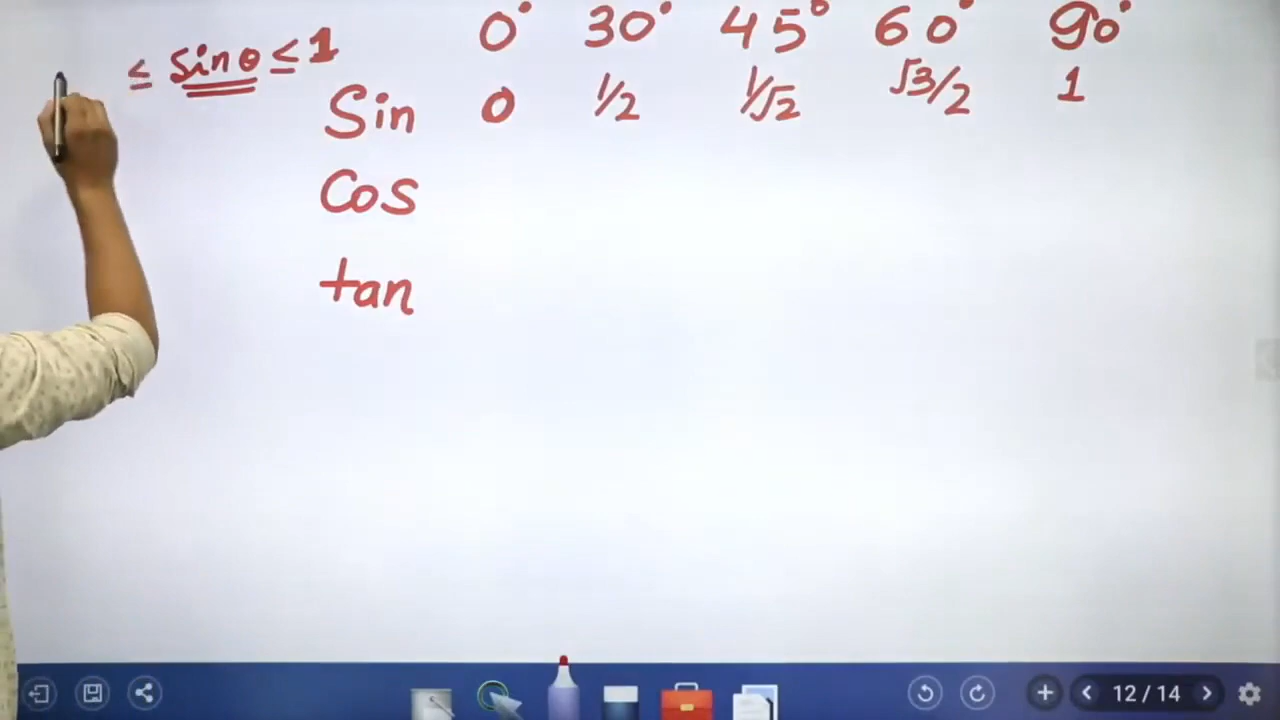 0° 30° 45° 60° 90°
≤ Sin θ ≤ 1
Sin 0 1/2 1/√2 √3/2 1
Cos
tan
12 / 14